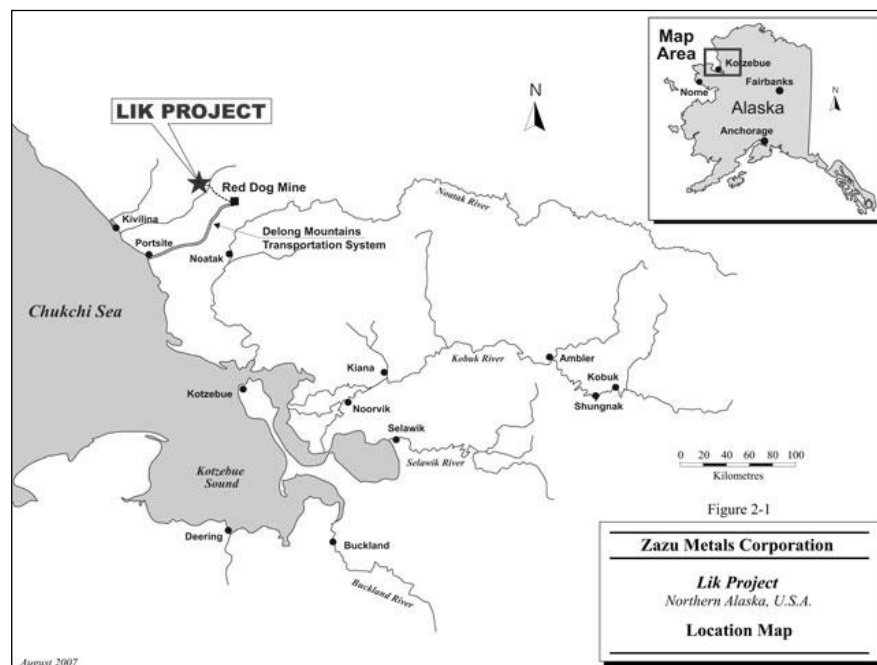 Map
Area
Kotzebue
Nome
Fairbanks
Alaska
Anchorage
N
N
LIK PROJECT
Red Dog Mine
Kivilina
Portsite
Delong Mountains
Transportation System
Noatak
Noatak River
Chukchi Sea
Kotzebue
Kiana
Kobuk River
Ambler
Kobuk
Shungnak
Noorvik
Selawik
Selawik River
Kotzebue
Sound
Deering
Buckland
Buckland River
0 20 40 60 80 100
Kilometres
Figure 2-1
Zazu Metals Corporation
Lik Project
Northern Alaska, U.S.A.
Location Map
August 2007